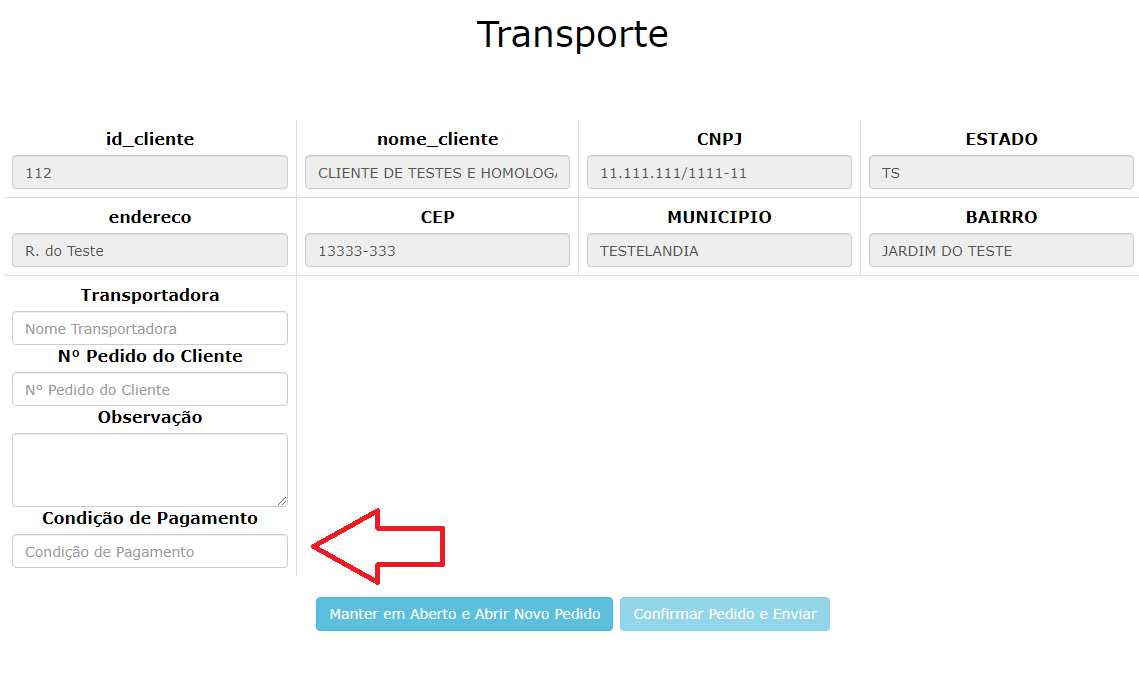 Transporte
id_cliente
nome_cliente
CNPJ
ESTADO
112
CLIENTE DE TESTES E HOMOLOGA
11.111.111/1111-11
TS
endereco
CEP
MUNICIPIO
BAIRRO
R. do Teste
13333-333
TESTELANDIA
JARDIM DO TESTE
Transportadora
Nome Transportadora
Nº Pedido do Cliente
Nº Pedido do Cliente
Observação
Condição de Pagamento
Condição de Pagamento
Manter em Aberto e Abrir Novo Pedido
Confirmar Pedido e Enviar